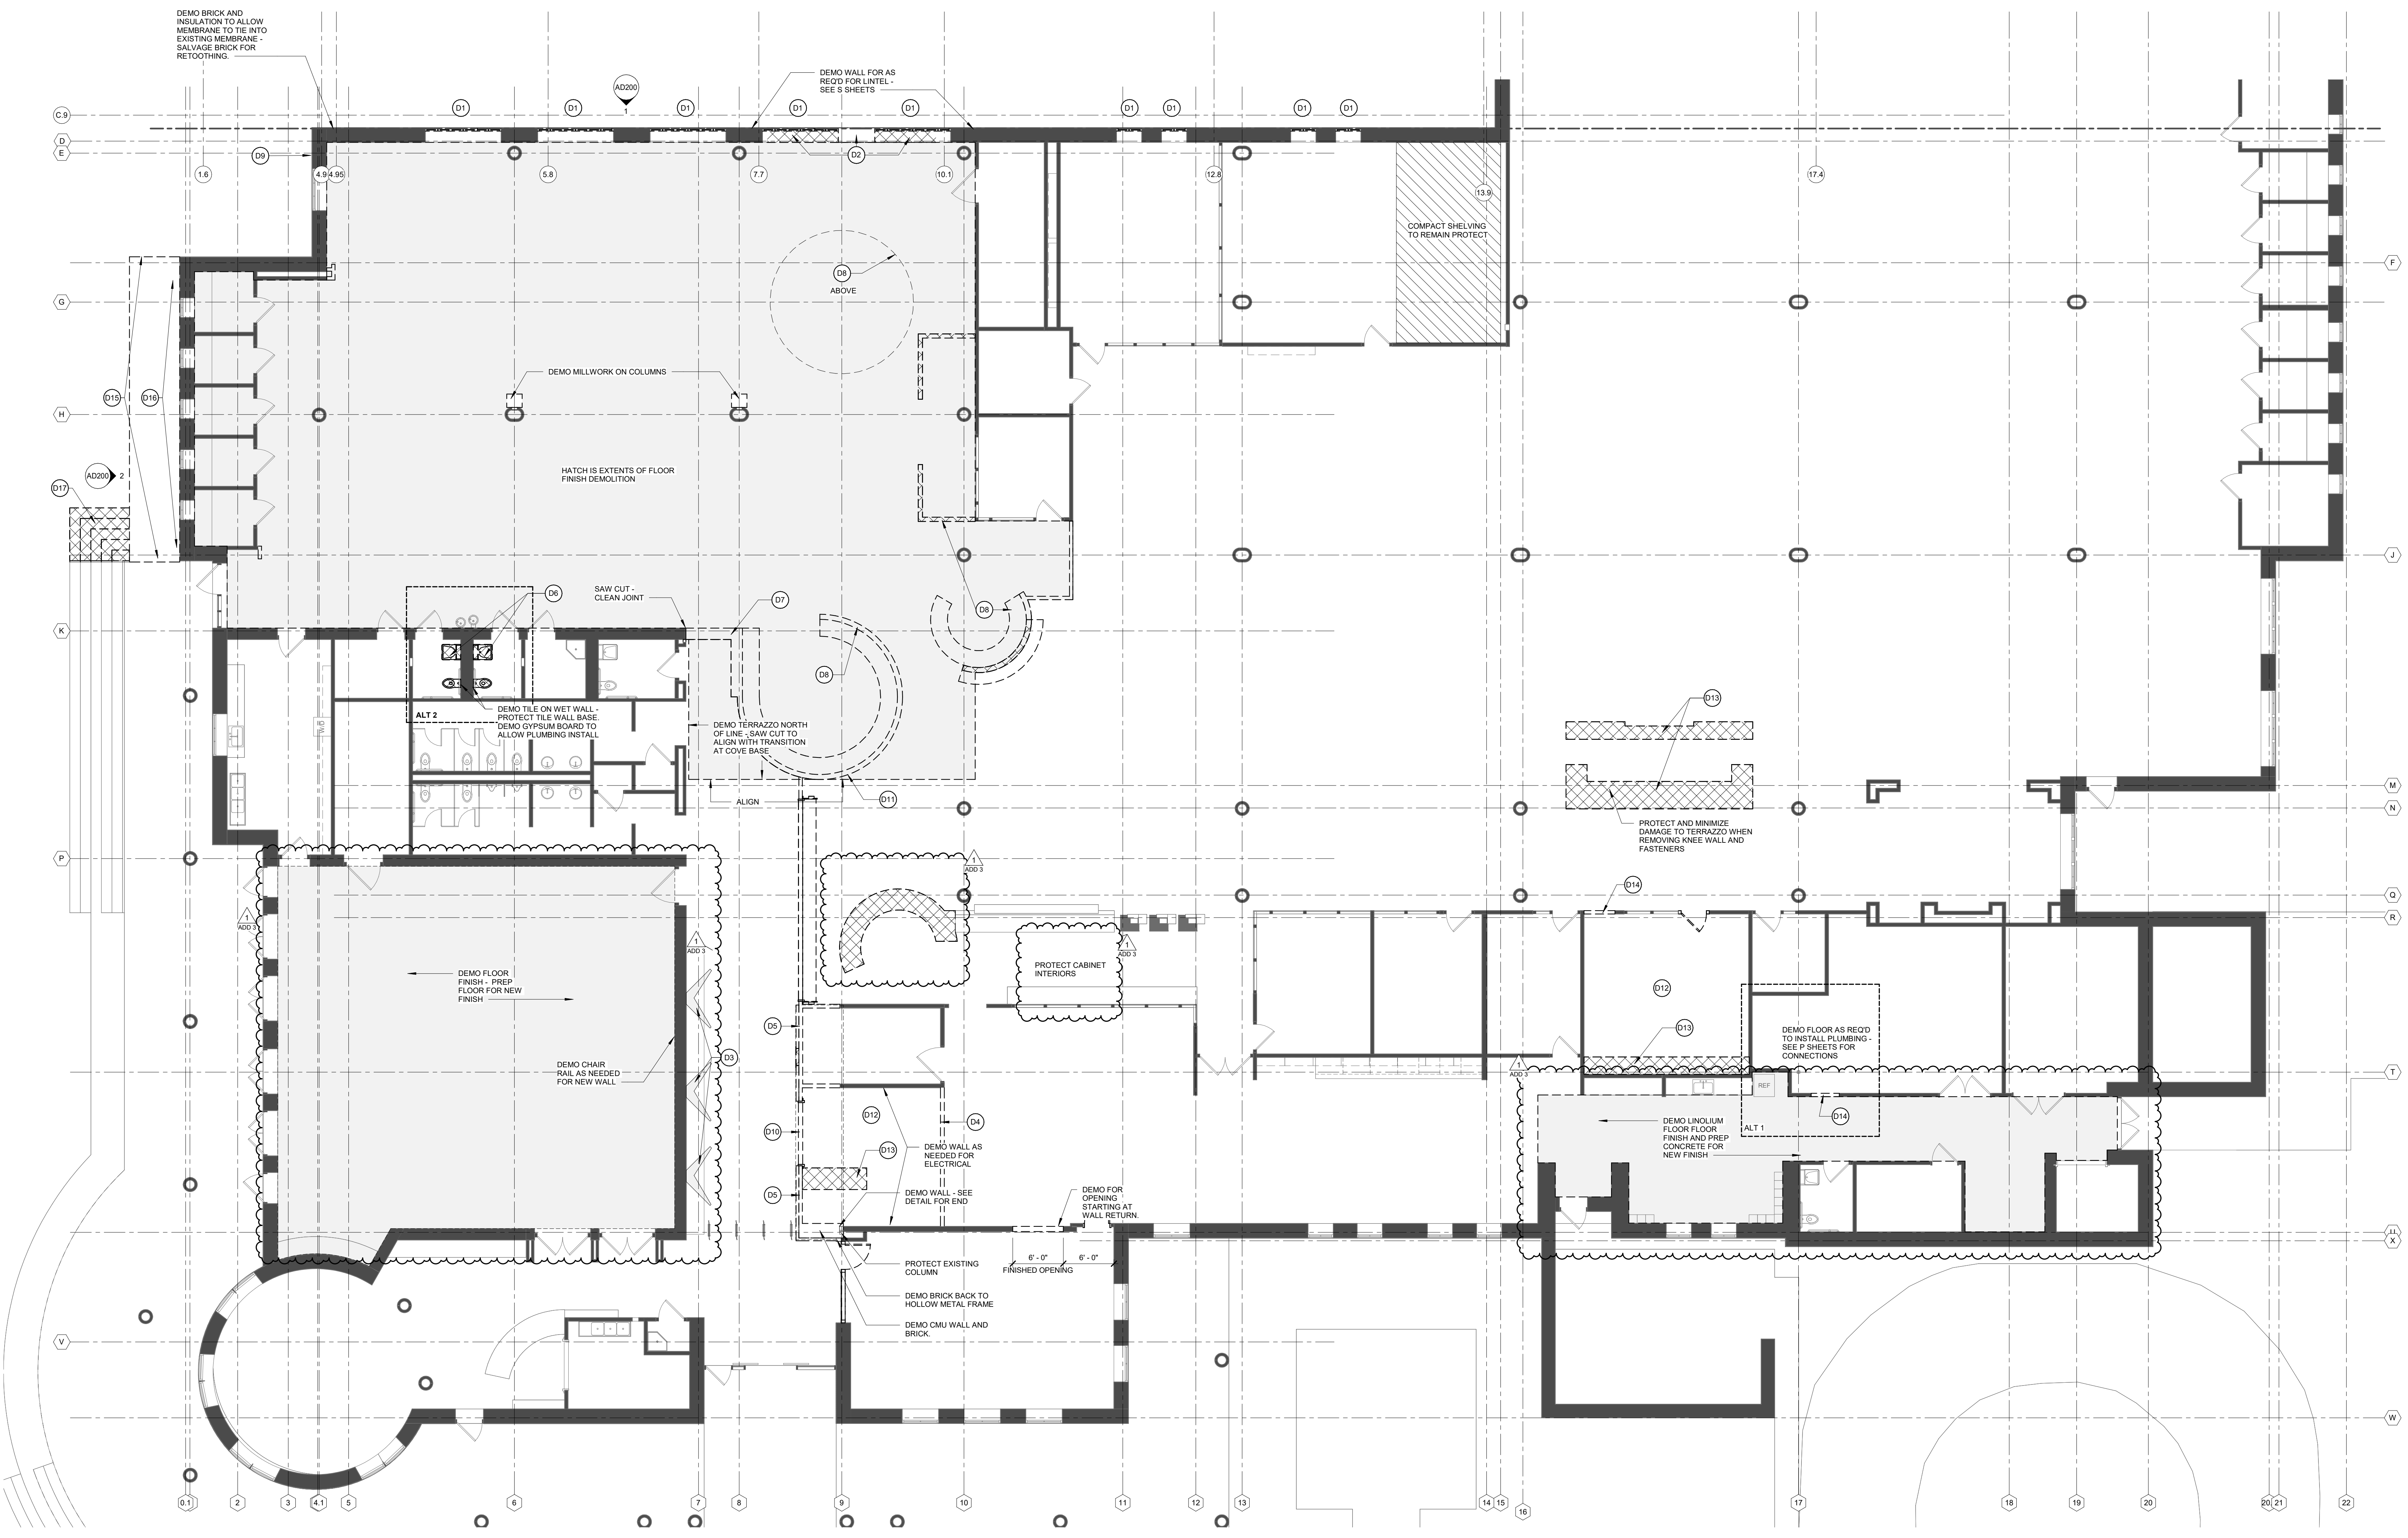 DEMO BRICK AND
INSULATION TO ALLOW
MEMBRANE TO TIE INTO
EXISTING MEMBRANE -
SALVAGE BRICK FOR
RETOOTHING.
DEMO WALL FOR AS
REQ'D FOR LINTEL -
SEE S SHEETS
AD200
1
D1
D1
D1
D1
D1
D1
D1
D1
D1
C.9
D
E
D9
D2
1.6
4.9
4.95
5.8
7.7
10.1
12.8
13.9
17.4
COMPACT SHELVING
TO REMAIN PROTECT
F
D8
ABOVE
G
DEMO MILLWORK ON COLUMNS
D15
D16
H
HATCH IS EXTENTS OF FLOOR
FINISH DEMOLITION
AD200
2
D17
J
SAW CUT -
CLEAN JOINT
D6
D7
D8
K
D8
D13
ALT 2
W/D
DEMO TILE ON WET WALL -
PROTECT TILE WALL BASE.
DEMO GYPSUM BOARD TO
ALLOW PLUMBING INSTALL
DEMO TERRAZZO NORTH
OF LINE - SAW CUT TO
ALIGN WITH TRANSITION
AT COVE BASE
M
ALIGN
D11
N
PROTECT AND MINIMIZE
DAMAGE TO TERRAZZO WHEN
REMOVING KNEE WALL AND
FASTENERS
P
1
ADD 3
D14
Q
R
1
ADD 3
1
ADD 3
1
ADD 3
PROTECT CABINET
INTERIORS
DEMO FLOOR
FINISH - PREP
FLOOR FOR NEW
FINISH
D12
D5
D13
DEMO FLOOR AS REQ'D
TO INSTALL PLUMBING -
SEE P SHEETS FOR
CONNECTIONS
D3
DEMO CHAIR
RAIL AS NEEDED
FOR NEW WALL
1
ADD 3
T
REF
D12
D4
D14
D10
DEMO LINOLIUM
FLOOR FLOOR
FINISH AND PREP
CONCRETE FOR
NEW FINISH
ALT 1
D13
DEMO WALL AS
NEEDED FOR
ELECTRICAL
D5
DEMO WALL - SEE
DETAIL FOR END
DEMO FOR
OPENING
STARTING AT
WALL RETURN.
U
X
6' - 0"
6' - 0"
FINISHED OPENING
PROTECT EXISTING
COLUMN
DEMO BRICK BACK TO
HOLLOW METAL FRAME
DEMO CMU WALL AND
BRICK.
V
W
0.1
2
3
4.1
5
6
7
8
9
10
11
12
13
14
15
16
17
18
19
20
21
22